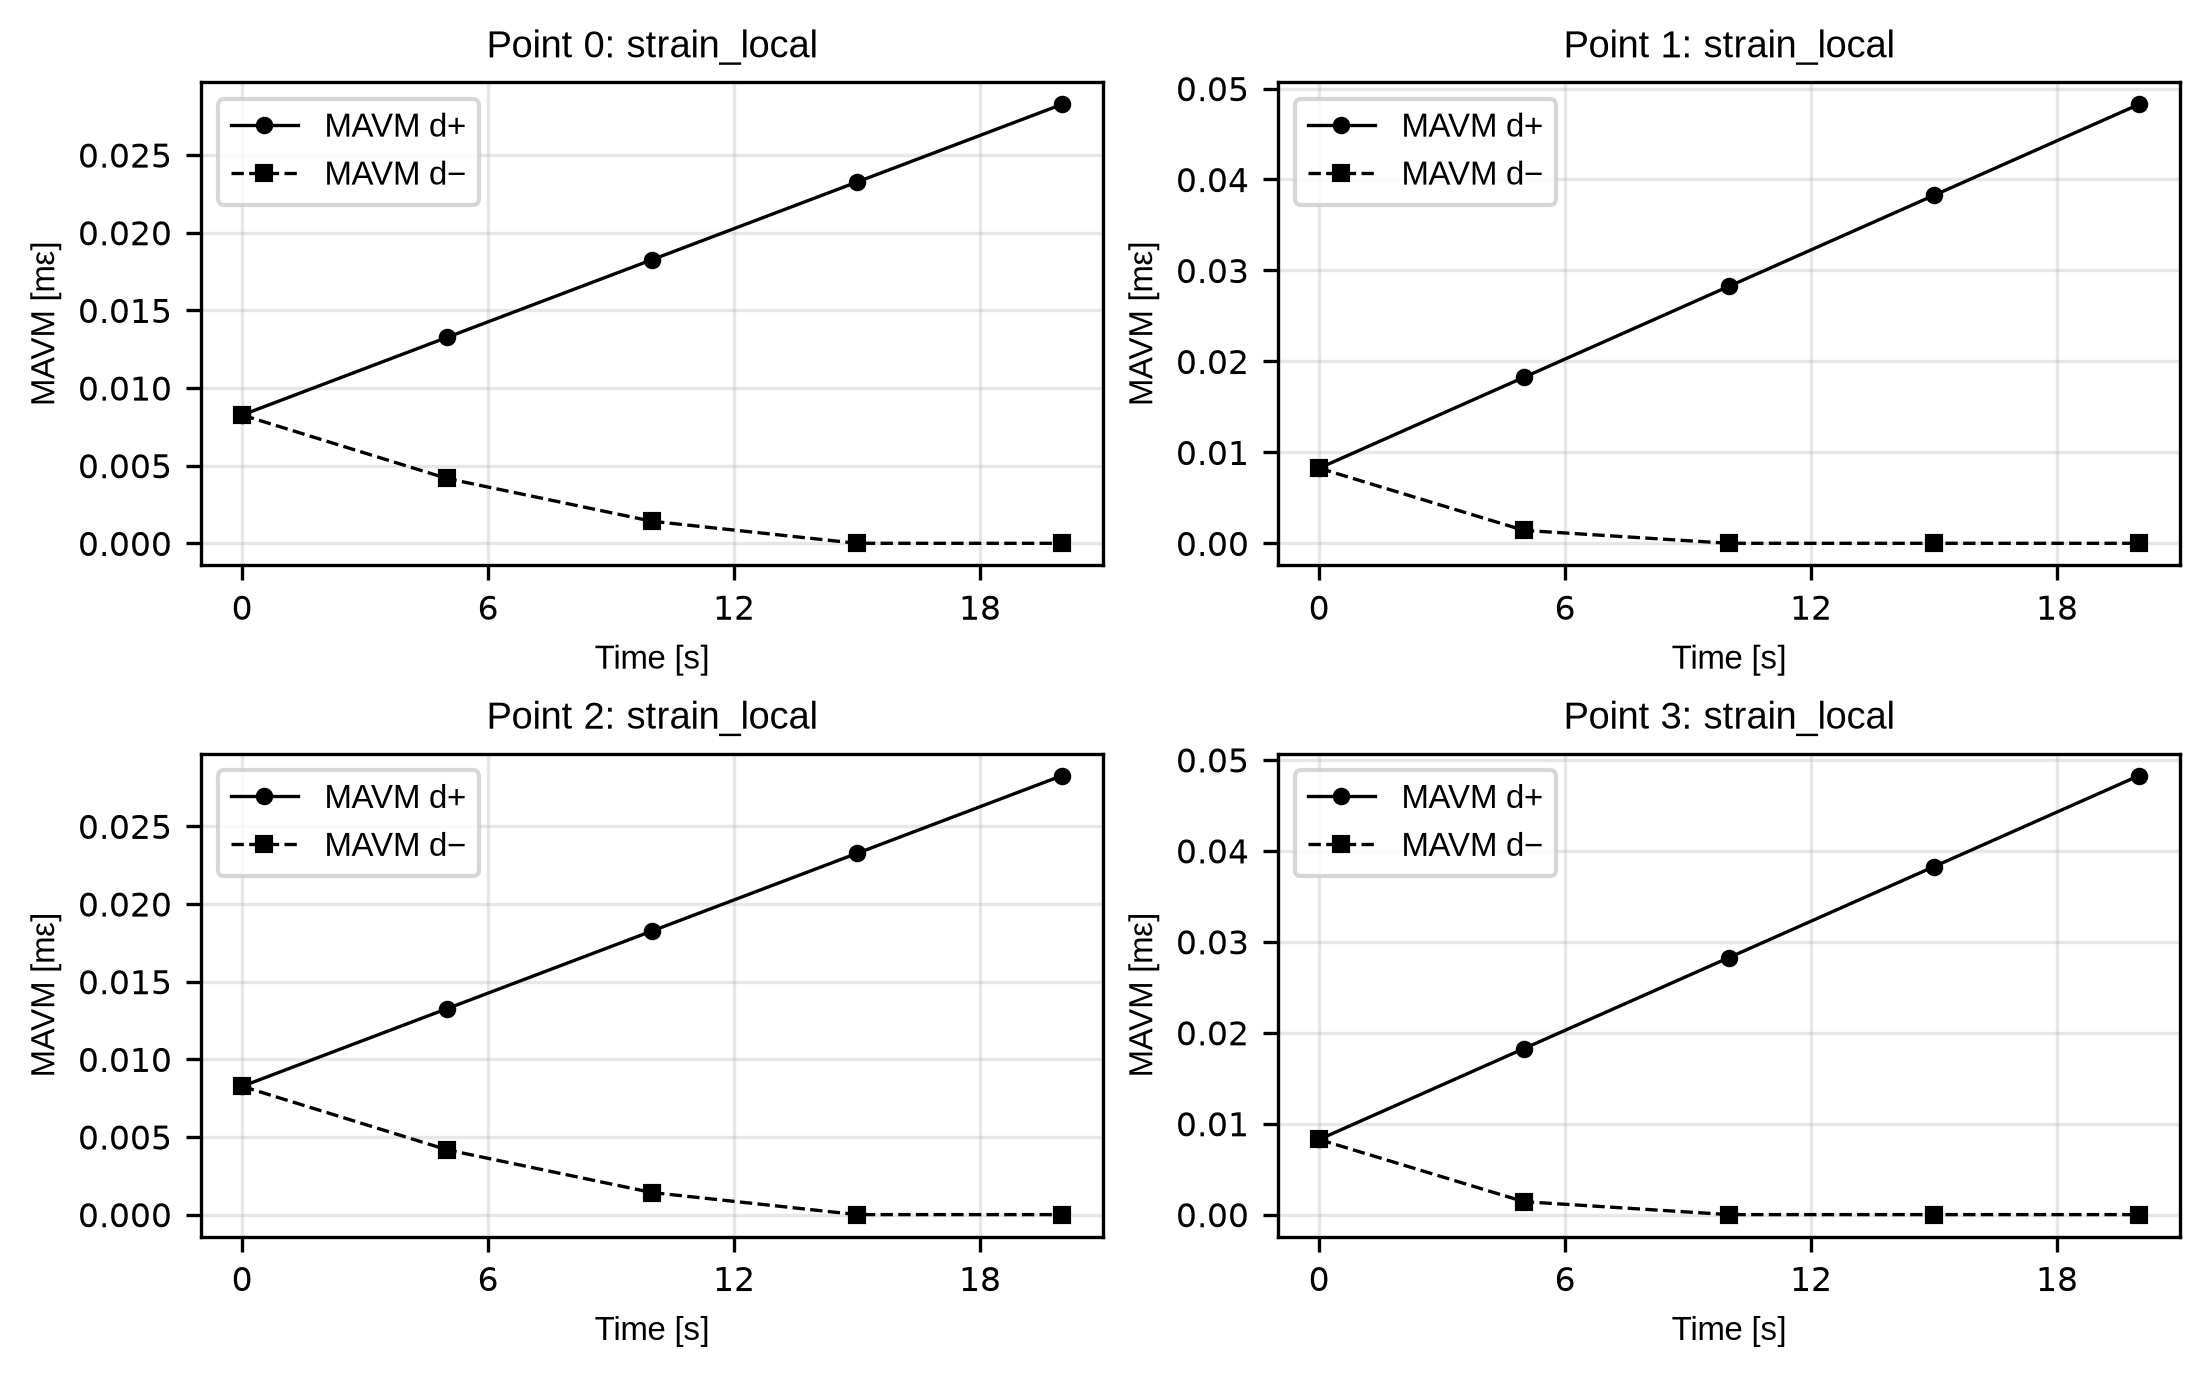 Point 0: strain_local
MAVM d+
MAVM d−
MAVM [mε]
0.025
0.020
0.015
0.010
0.005
0.000
0 6 12 18
Time [s]
Point 1: strain_local
MAVM d+
MAVM d−
MAVM [mε]
0.05
0.04
0.03
0.02
0.01
0.00
0 6 12 18
Time [s]
Point 2: strain_local
MAVM d+
MAVM d−
MAVM [mε]
0.025
0.020
0.015
0.010
0.005
0.000
0 6 12 18
Time [s]
Point 3: strain_local
MAVM d+
MAVM d−
MAVM [mε]
0.05
0.04
0.03
0.02
0.01
0.00
0 6 12 18
Time [s]